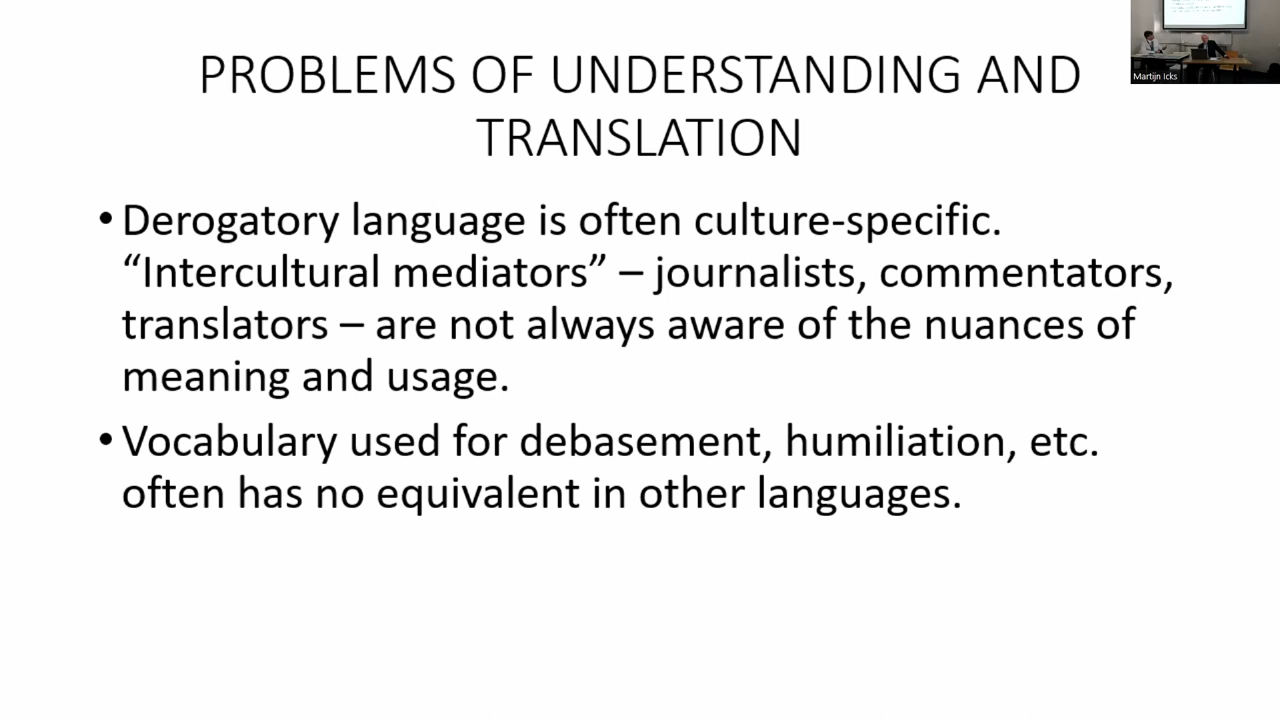 PROBLEMS OF UNDERSTANDING AND
TRANSLATION
• Derogatory language is often culture-specific.
“Intercultural mediators” – journalists, commentators,
translators – are not always aware of the nuances of
meaning and usage.
• Vocabulary used for debasement, humiliation, etc.
often has no equivalent in other languages.
Martijn Icks